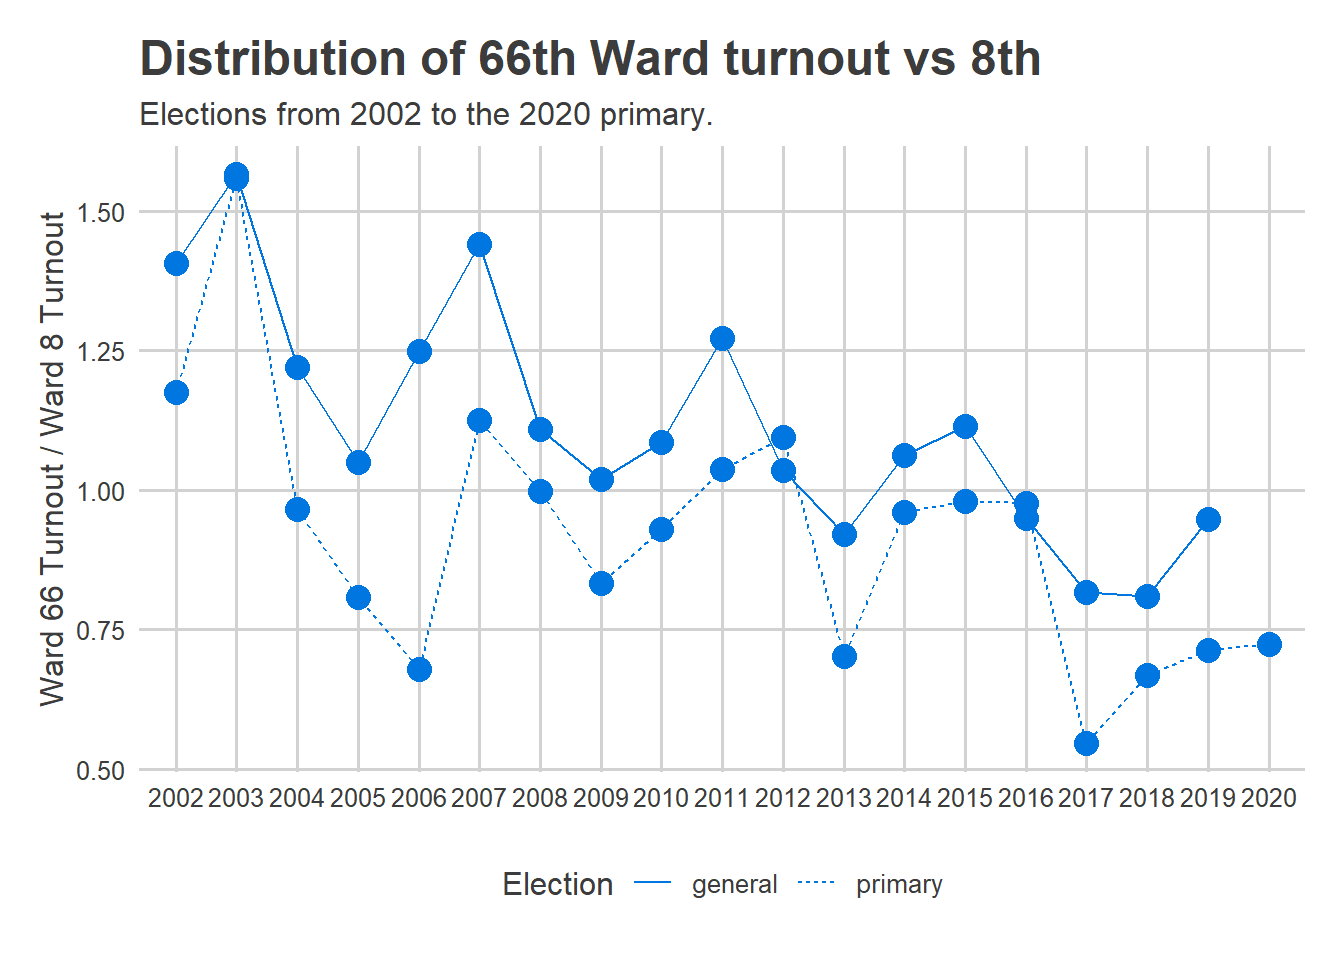 Distribution of 66th Ward turnout vs 8th
Elections from 2002 to the 2020 primary.
Ward 66 Turnout / Ward 8 Turnout
1.50
1.25
1.00
0.75
0.50
2002 2003 2004 2005 2006 2007 2008 2009 2010 2011 2012 2013 2014 2015 2016 2017 2018 2019 2020
Election general primary